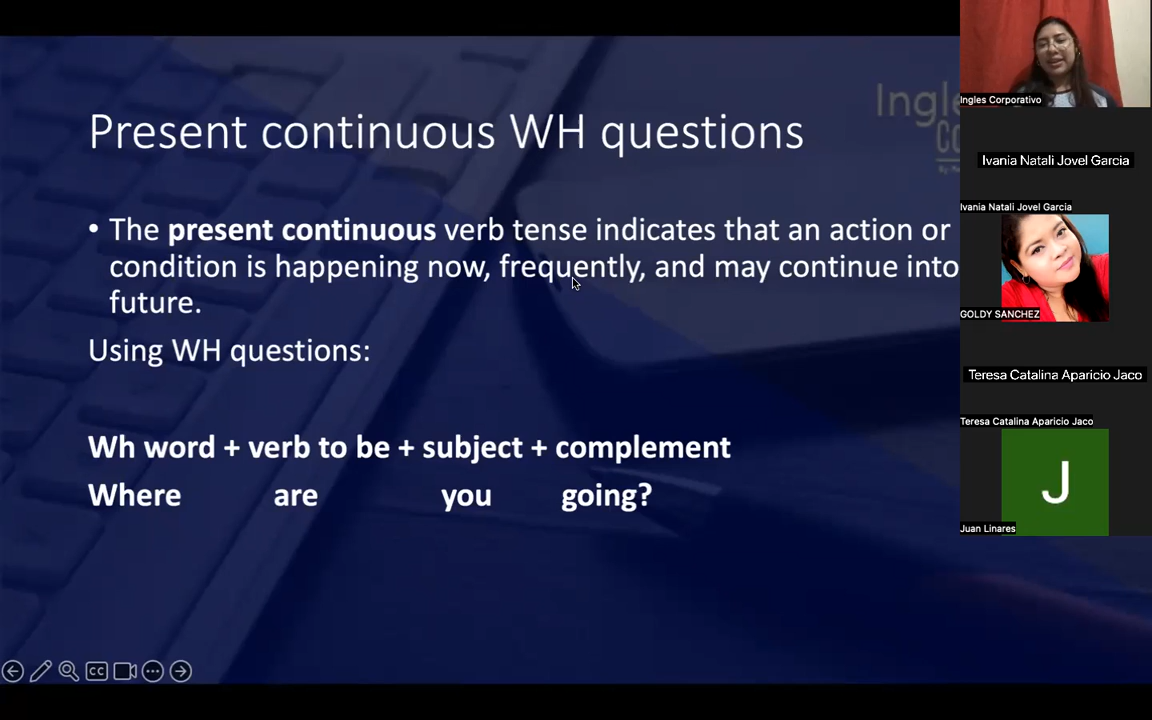 Present continuous WH questions
• The present continuous verb tense indicates that an action or
condition is happening now, frequently, and may continue into
future.
Using WH questions:
Wh word + verb to be + subject + complement
Where are you going?
Ingles Corporativo
Ivania Natali Jovel Garcia
Ivania Natali Jovel Garcia
GOLDY SANCHEZ
Teresa Catalina Aparicio Jaco
Teresa Catalina Aparicio Jaco
J
Juan Linares
CC